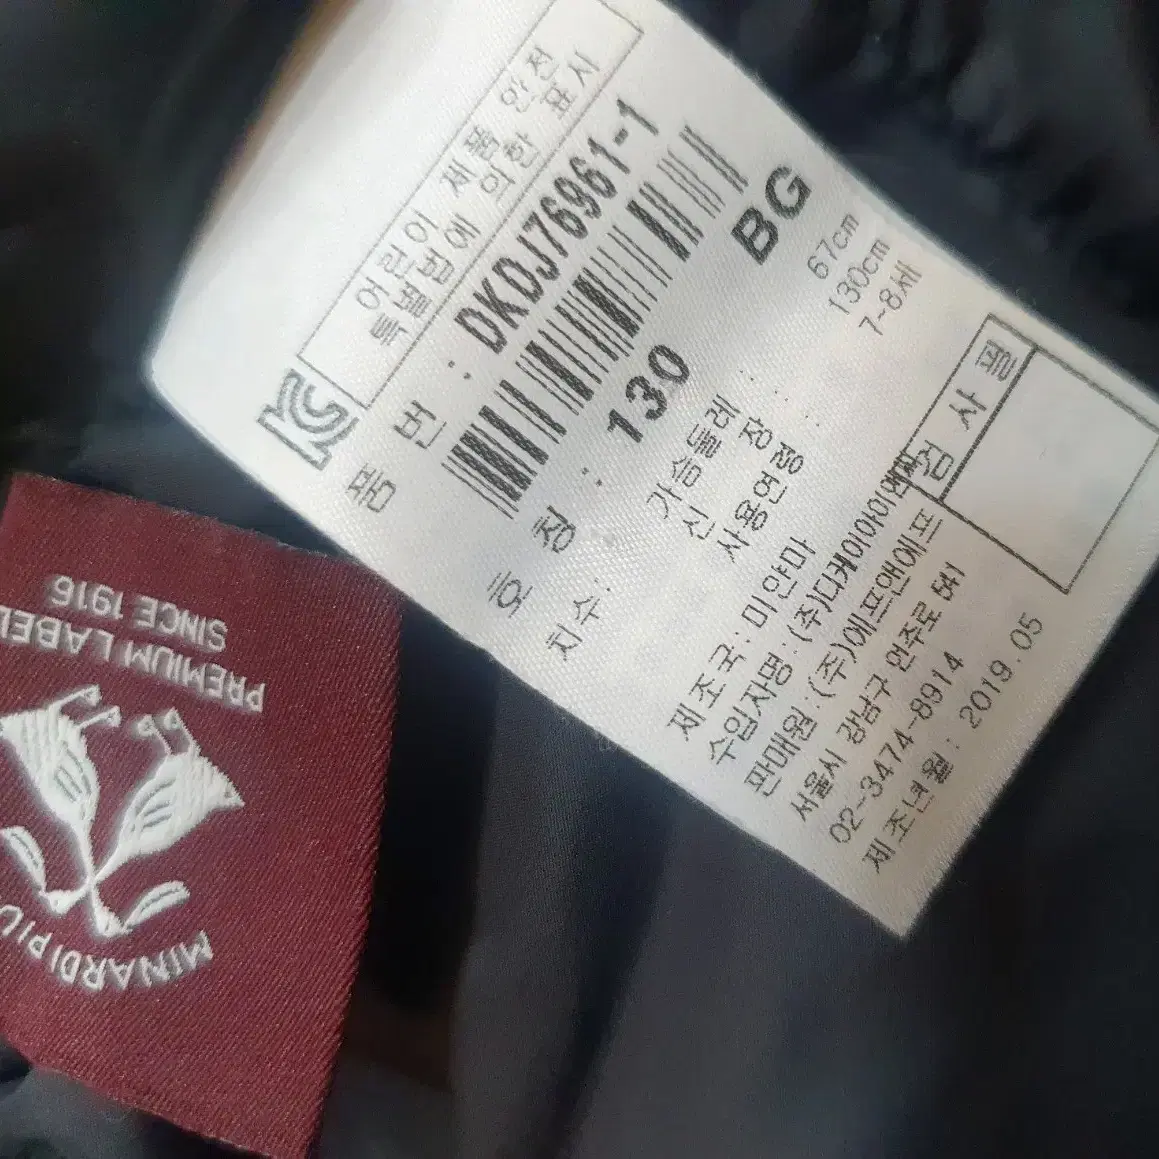 어린이 제품 안전
특별법에 의한 표시
품 번 : DKDJ76961-1
BG
호 칭 : 130
치수:
가슴둘레 : 67cm
신 장 : 130cm
사용연령 : 7-8세
제조국 : 미얀마
수입자명 : (주)디케이아이엔씨
판매원 : (주)에프앤에프
서울시 강남구 언주로 541
02-3474-8914
제조년월 : 2019.05
검 사 필
MINARDI PIU
PREMIUM LABEL
SINCE 1916